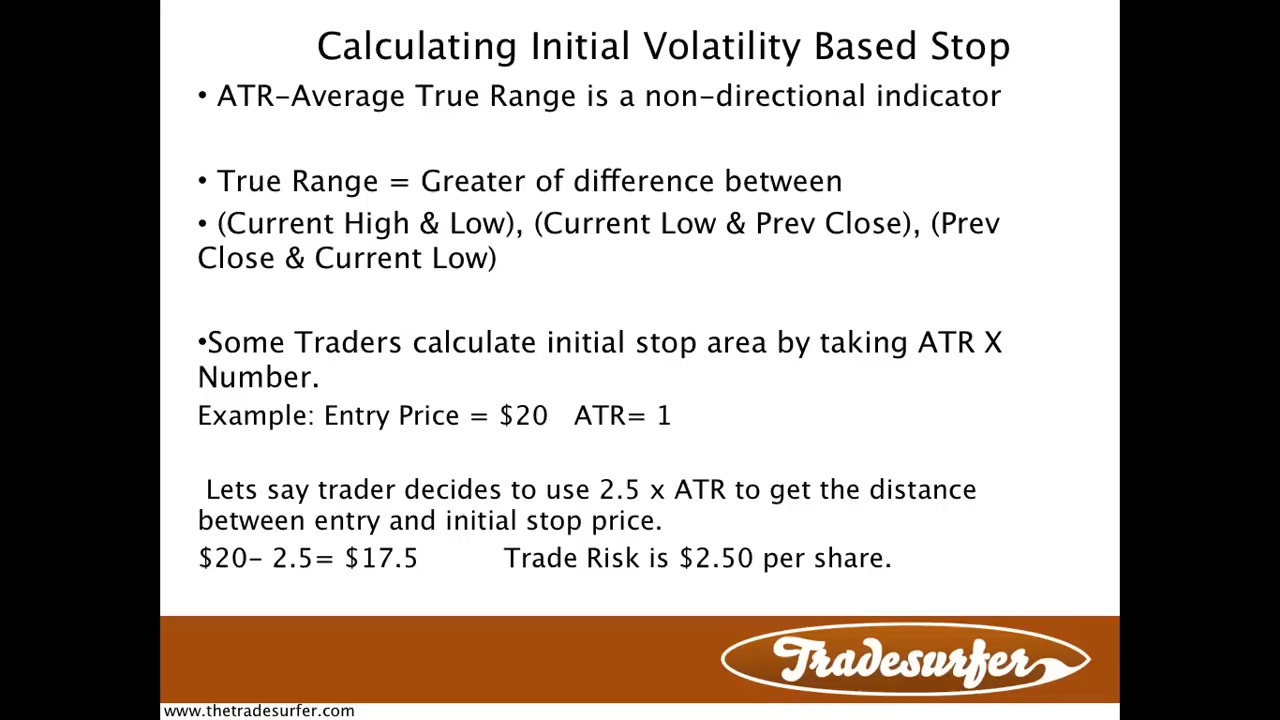 Calculating Initial Volatility Based Stop
• ATR-Average True Range is a non-directional indicator
• True Range = Greater of difference between
• (Current High & Low), (Current Low & Prev Close), (Prev
Close & Current Low)
•Some Traders calculate initial stop area by taking ATR X
Number.
Example: Entry Price = $20   ATR= 1
Lets say trader decides to use 2.5 x ATR to get the distance
between entry and initial stop price.
$20- 2.5= $17.5          Trade Risk is $2.50 per share.
Tradesurfer
www.thetradesurfer.com